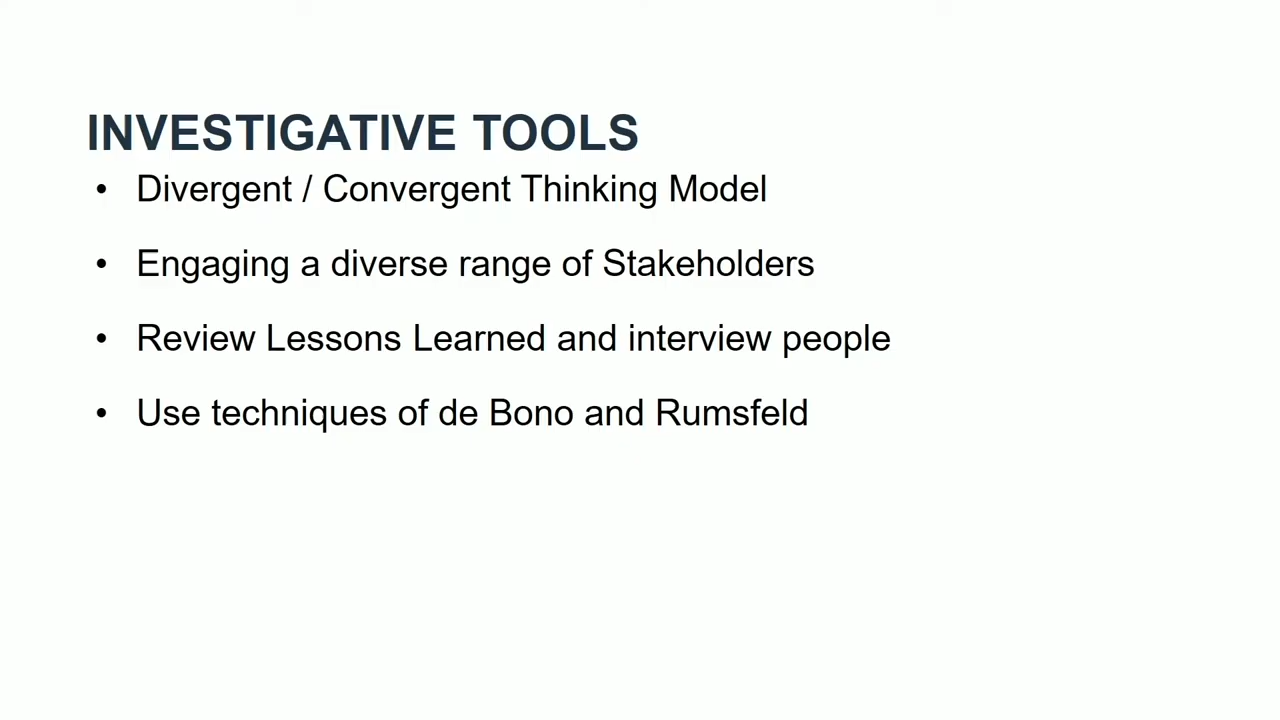 INVESTIGATIVE TOOLS
• Divergent / Convergent Thinking Model
• Engaging a diverse range of Stakeholders
• Review Lessons Learned and interview people
• Use techniques of de Bono and Rumsfeld